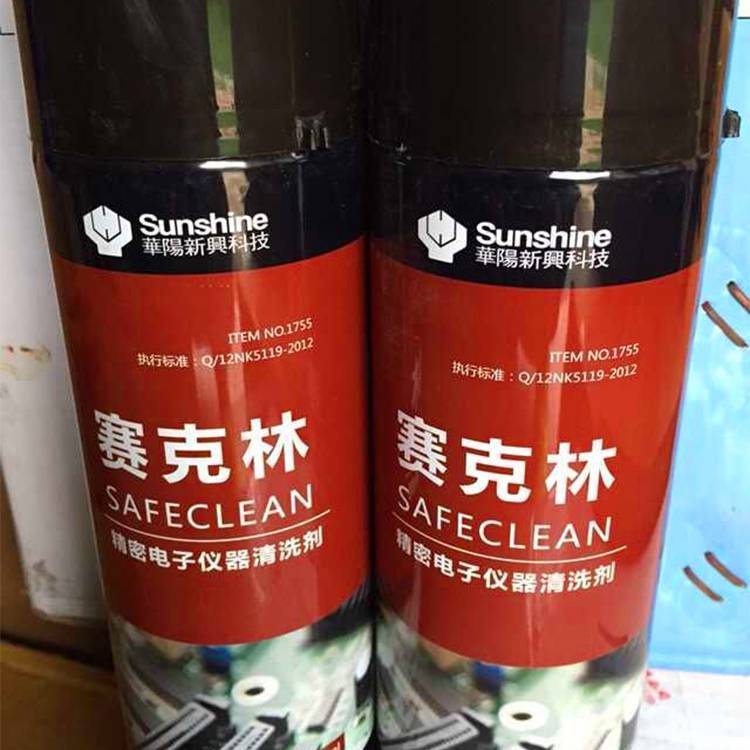 Sunshine
華陽新興科技
ITEM NO.1755
执行标准：Q/12NK5119-2012
赛克林
SAFECLEAN
精密电子仪器清洗剂
Sunshine
華陽新興科技
ITEM NO.1755
执行标准：Q/12NK5119-2012
赛克林
SAFECLEAN
精密电子仪器清洗剂